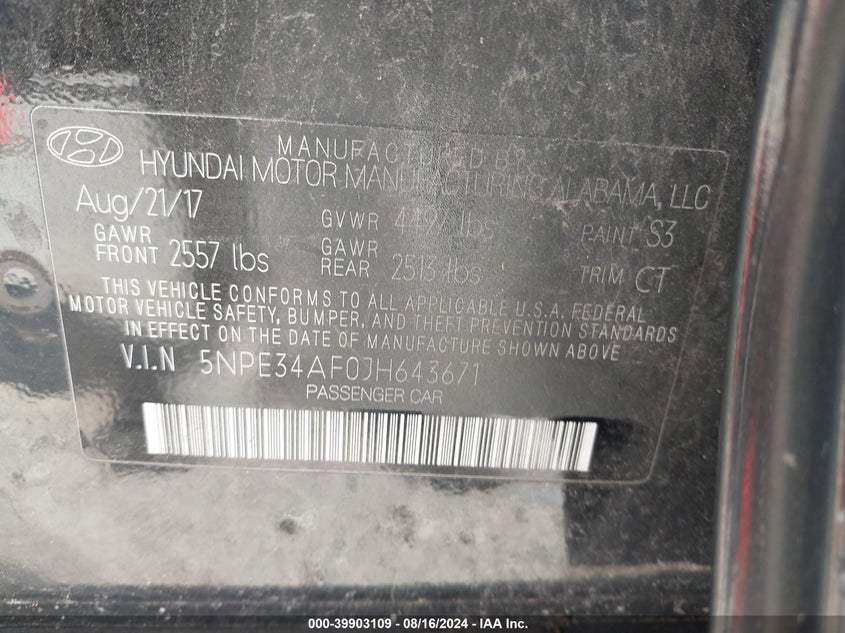 MANUFACTURED BY
HYUNDAI MOTOR MANUFACTURING ALABAMA, LLC
Aug/21/17 GVWR 4497 lbs PAINT S3
GAWR FRONT 2557 lbs GAWR REAR 2513 lbs TRIM CT
THIS VEHICLE CONFORMS TO ALL APPLICABLE U.S.A. FEDERAL
MOTOR VEHICLE SAFETY, BUMPER, AND THEFT PREVENTION STANDARDS
IN EFFECT ON THE DATE OF MANUFACTURE SHOWN ABOVE
V.I.N 5NPE34AF0JH643671
PASSENGER CAR
000-39903109 - 08/16/2024 - IAA Inc.